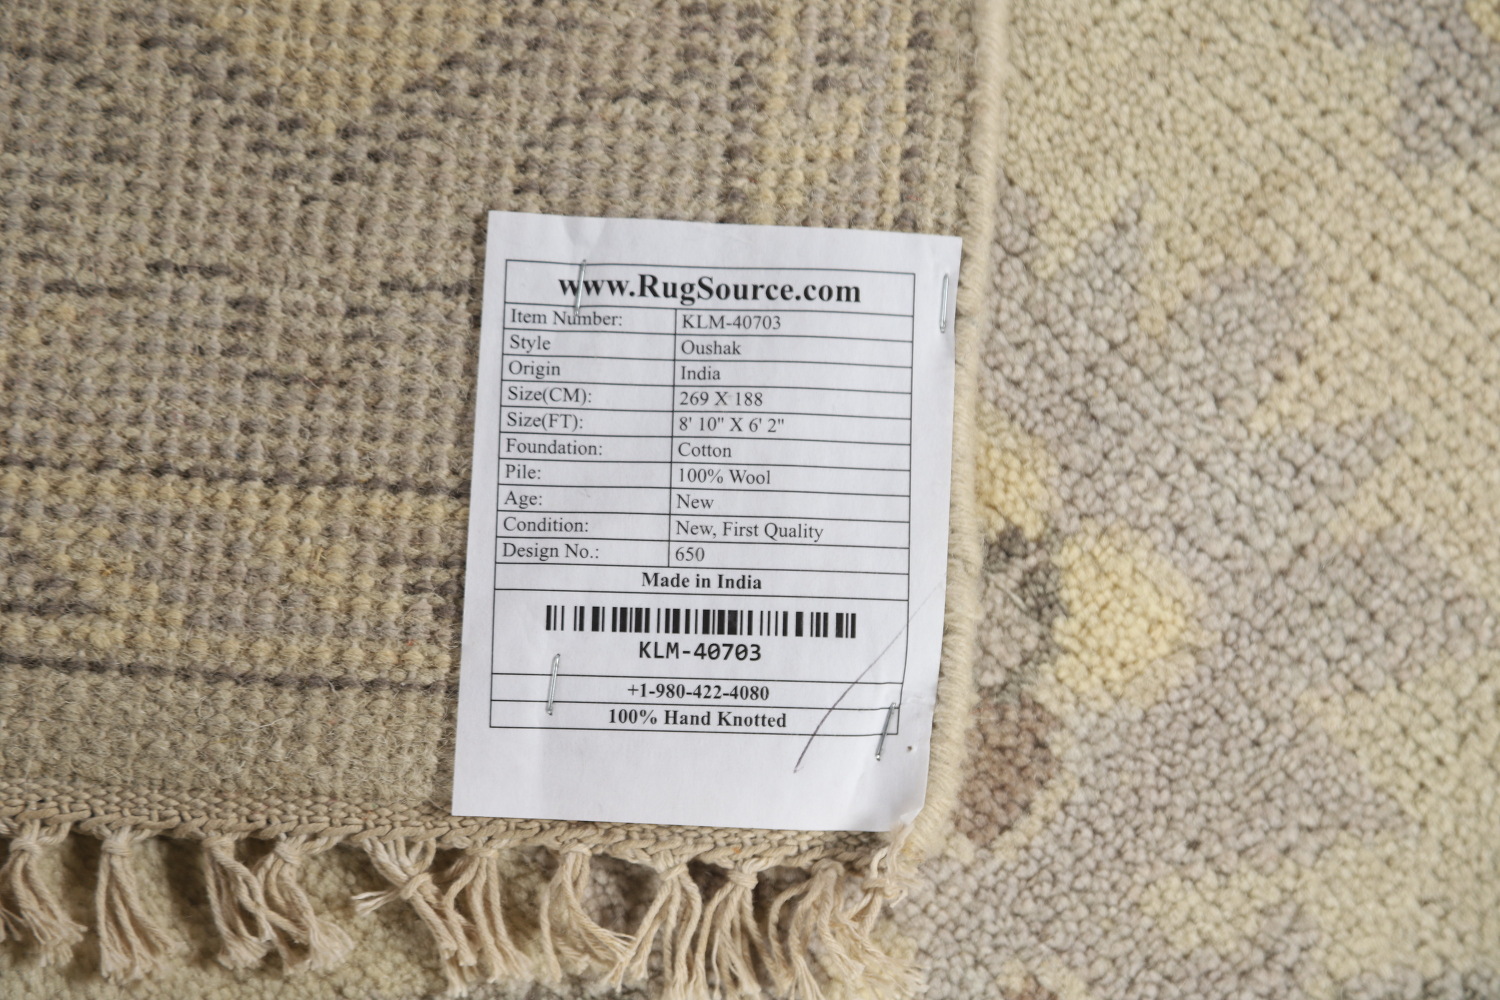 www.RugSource.com
Item Number: KLM-40703
Style Oushak
Origin India
Size(CM): 269 X 188
Size(FT): 8' 10" X 6' 2"
Foundation: Cotton
Pile: 100% Wool
Age: New
Condition: New, First Quality
Design No.: 650
Made in India
KLM-40703
+1-980-422-4080
100% Hand Knotted